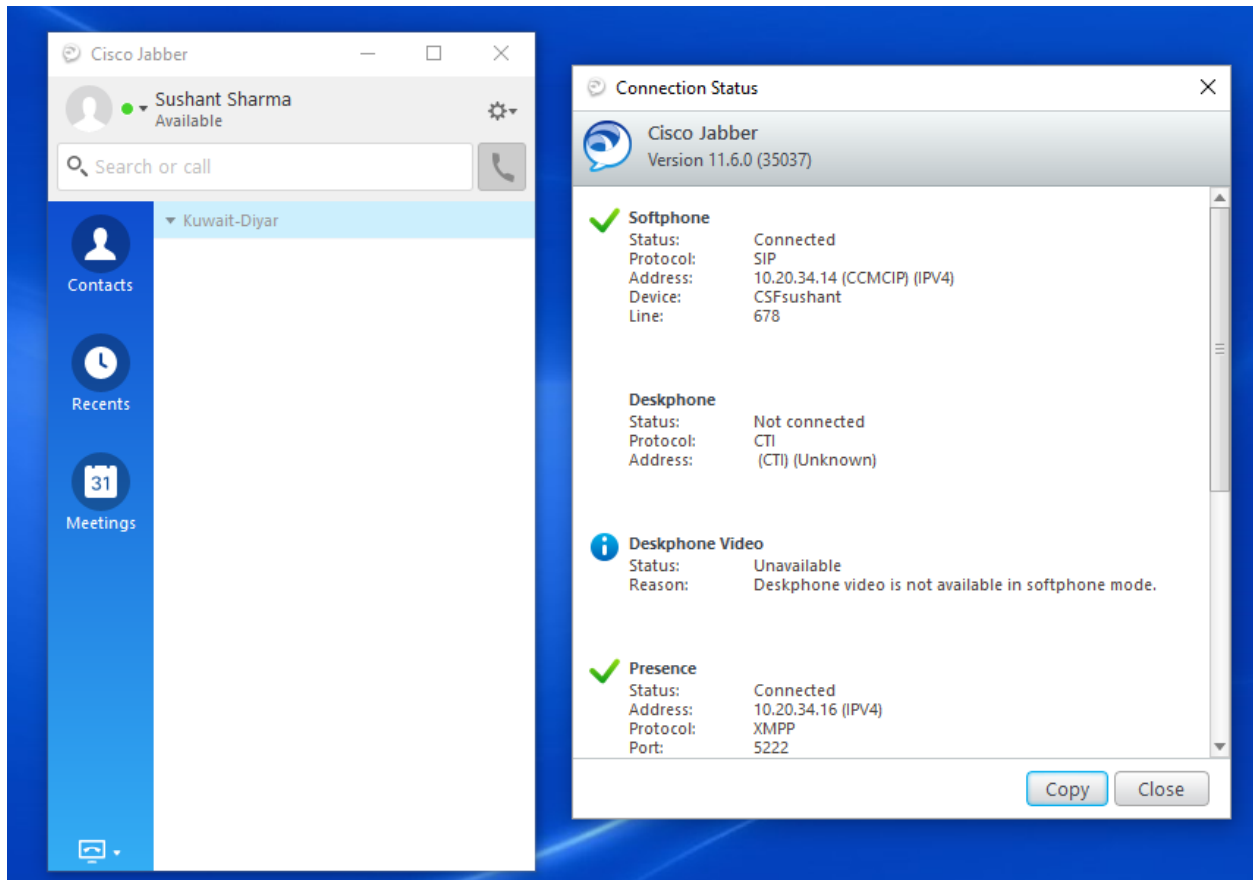 Cisco Jabber
Sushant Sharma
Available
Search or call
Kuwait-Diyar
Contacts
Recents
31
Meetings
Connection Status
Cisco Jabber
Version 11.6.0 (35037)
Softphone
Status: Connected
Protocol: SIP
Address: 10.20.34.14 (CCMCIP) (IPV4)
Device: CSFsushant
Line: 678
Deskphone
Status: Not connected
Protocol: CTI
Address: (CTI) (Unknown)
Deskphone Video
Status: Unavailable
Reason: Deskphone video is not available in softphone mode.
Presence
Status: Connected
Address: 10.20.34.16 (IPV4)
Protocol: XMPP
Port: 5222
Copy Close